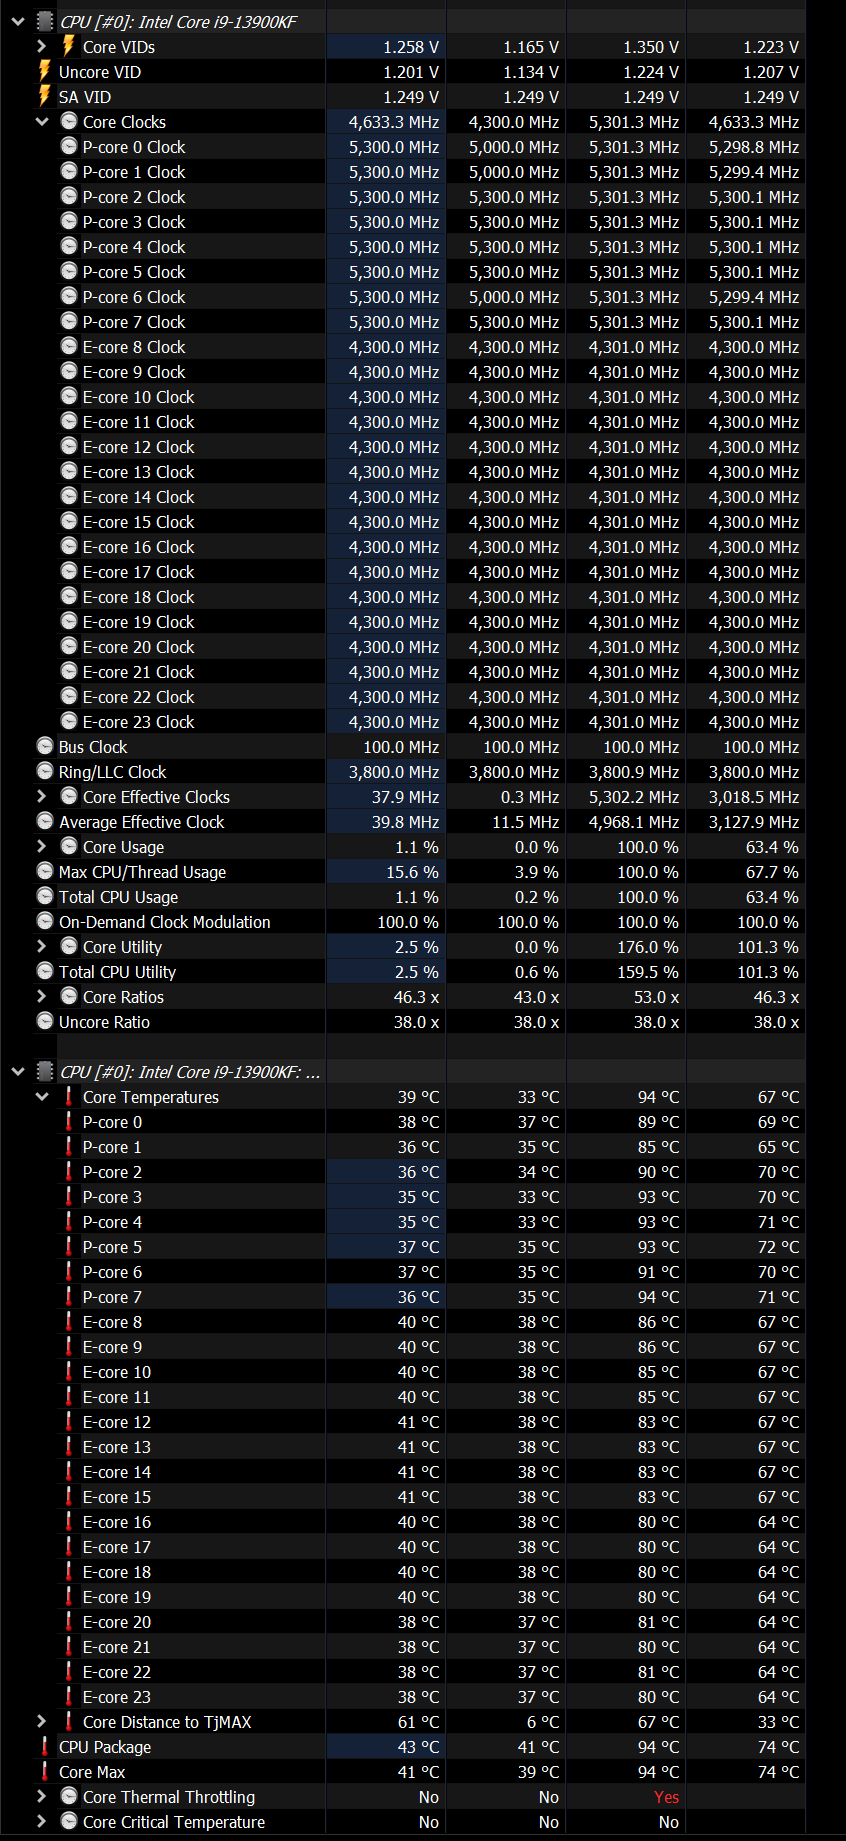 CPU [#0]: Intel Core i9-13900KF
Core VIDs 1.258 V 1.165 V 1.350 V 1.223 V
Uncore VID 1.201 V 1.134 V 1.224 V 1.207 V
SA VID 1.249 V 1.249 V 1.249 V 1.249 V
Core Clocks 4,633.3 MHz 4,300.0 MHz 5,301.3 MHz 4,633.3 MHz
P-core 0 Clock 5,300.0 MHz 5,000.0 MHz 5,301.3 MHz 5,298.8 MHz
P-core 1 Clock 5,300.0 MHz 5,000.0 MHz 5,301.3 MHz 5,299.4 MHz
P-core 2 Clock 5,300.0 MHz 5,300.0 MHz 5,301.3 MHz 5,300.1 MHz
P-core 3 Clock 5,300.0 MHz 5,300.0 MHz 5,301.3 MHz 5,300.1 MHz
P-core 4 Clock 5,300.0 MHz 5,300.0 MHz 5,301.3 MHz 5,300.1 MHz
P-core 5 Clock 5,300.0 MHz 5,300.0 MHz 5,301.3 MHz 5,300.1 MHz
P-core 6 Clock 5,300.0 MHz 5,000.0 MHz 5,301.3 MHz 5,299.4 MHz
P-core 7 Clock 5,300.0 MHz 5,300.0 MHz 5,301.3 MHz 5,300.1 MHz
E-core 8 Clock 4,300.0 MHz 4,300.0 MHz 4,301.0 MHz 4,300.0 MHz
E-core 9 Clock 4,300.0 MHz 4,300.0 MHz 4,301.0 MHz 4,300.0 MHz
E-core 10 Clock 4,300.0 MHz 4,300.0 MHz 4,301.0 MHz 4,300.0 MHz
E-core 11 Clock 4,300.0 MHz 4,300.0 MHz 4,301.0 MHz 4,300.0 MHz
E-core 12 Clock 4,300.0 MHz 4,300.0 MHz 4,301.0 MHz 4,300.0 MHz
E-core 13 Clock 4,300.0 MHz 4,300.0 MHz 4,301.0 MHz 4,300.0 MHz
E-core 14 Clock 4,300.0 MHz 4,300.0 MHz 4,301.0 MHz 4,300.0 MHz
E-core 15 Clock 4,300.0 MHz 4,300.0 MHz 4,301.0 MHz 4,300.0 MHz
E-core 16 Clock 4,300.0 MHz 4,300.0 MHz 4,301.0 MHz 4,300.0 MHz
E-core 17 Clock 4,300.0 MHz 4,300.0 MHz 4,301.0 MHz 4,300.0 MHz
E-core 18 Clock 4,300.0 MHz 4,300.0 MHz 4,301.0 MHz 4,300.0 MHz
E-core 19 Clock 4,300.0 MHz 4,300.0 MHz 4,301.0 MHz 4,300.0 MHz
E-core 20 Clock 4,300.0 MHz 4,300.0 MHz 4,301.0 MHz 4,300.0 MHz
E-core 21 Clock 4,300.0 MHz 4,300.0 MHz 4,301.0 MHz 4,300.0 MHz
E-core 22 Clock 4,300.0 MHz 4,300.0 MHz 4,301.0 MHz 4,300.0 MHz
E-core 23 Clock 4,300.0 MHz 4,300.0 MHz 4,301.0 MHz 4,300.0 MHz
Bus Clock 100.0 MHz 100.0 MHz 100.0 MHz 100.0 MHz
Ring/LLC Clock 3,800.0 MHz 3,800.0 MHz 3,800.9 MHz 3,800.0 MHz
Core Effective Clocks 37.9 MHz 0.3 MHz 5,302.2 MHz 3,018.5 MHz
Average Effective Clock 39.8 MHz 11.5 MHz 4,968.1 MHz 3,127.9 MHz
Core Usage 1.1 % 0.0 % 100.0 % 63.4 %
Max CPU/Thread Usage 15.6 % 3.9 % 100.0 % 67.7 %
Total CPU Usage 1.1 % 0.2 % 100.0 % 63.4 %
On-Demand Clock Modulation 100.0 % 100.0 % 100.0 % 100.0 %
Core Utility 2.5 % 0.0 % 176.0 % 101.3 %
Total CPU Utility 2.5 % 0.6 % 159.5 % 101.3 %
Core Ratios 46.3 x 43.0 x 53.0 x 46.3 x
Uncore Ratio 38.0 x 38.0 x 38.0 x 38.0 x
CPU [#0]: Intel Core i9-13900KF: ...
Core Temperatures 39 °C 33 °C 94 °C 67 °C
P-core 0 38 °C 37 °C 89 °C 69 °C
P-core 1 36 °C 35 °C 85 °C 65 °C
P-core 2 36 °C 34 °C 90 °C 70 °C
P-core 3 35 °C 33 °C 93 °C 70 °C
P-core 4 35 °C 33 °C 93 °C 71 °C
P-core 5 37 °C 35 °C 93 °C 72 °C
P-core 6 37 °C 35 °C 91 °C 70 °C
P-core 7 36 °C 35 °C 94 °C 71 °C
E-core 8 40 °C 38 °C 86 °C 67 °C
E-core 9 40 °C 38 °C 86 °C 67 °C
E-core 10 40 °C 38 °C 85 °C 67 °C
E-core 11 40 °C 38 °C 85 °C 67 °C
E-core 12 41 °C 38 °C 83 °C 67 °C
E-core 13 41 °C 38 °C 83 °C 67 °C
E-core 14 41 °C 38 °C 83 °C 67 °C
E-core 15 41 °C 38 °C 83 °C 67 °C
E-core 16 40 °C 38 °C 80 °C 64 °C
E-core 17 40 °C 38 °C 80 °C 64 °C
E-core 18 40 °C 38 °C 80 °C 64 °C
E-core 19 40 °C 38 °C 80 °C 64 °C
E-core 20 38 °C 37 °C 81 °C 64 °C
E-core 21 38 °C 37 °C 80 °C 64 °C
E-core 22 38 °C 37 °C 81 °C 64 °C
E-core 23 38 °C 37 °C 80 °C 64 °C
Core Distance to TjMAX 61 °C 6 °C 67 °C 33 °C
CPU Package 43 °C 41 °C 94 °C 74 °C
Core Max 41 °C 39 °C 94 °C 74 °C
Core Thermal Throttling No No Yes
Core Critical Temperature No No No